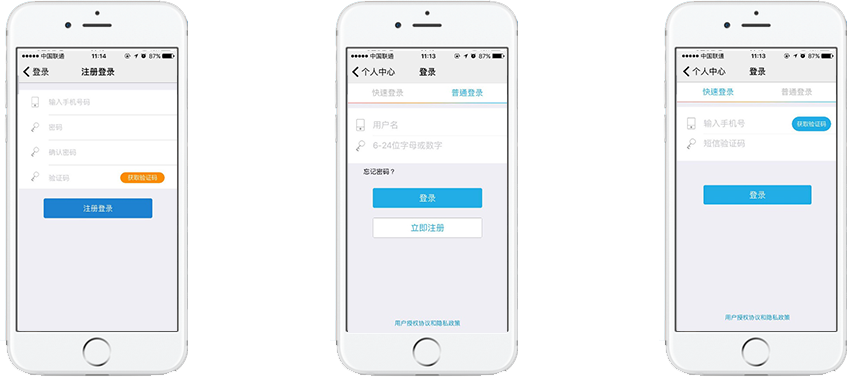 中国联通 11:14 87%
登录 注册登录
输入手机号码
密码
确认密码
验证码 获取验证码
注册登录
中国联通 11:13 87%
个人中心 登录
快速登录 普通登录
用户名
6-24位字母或数字
忘记密码？
登录
立即注册
用户授权协议和隐私政策
中国联通 11:13 87%
个人中心 登录
快速登录 普通登录
输入手机号 获取验证码
短信验证码
登录
用户授权协议和隐私政策